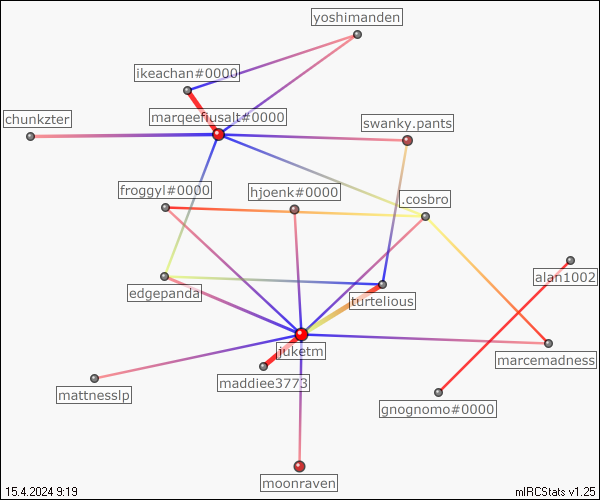 yoshimanden
ikeachan#0000
marqeefiusalt#0000
chunkzter
swanky.pants
froggyl#0000
hjoenk#0000
.cosbro
alan1002
edgepanda
turtelious
juketm
marcemadness
maddiee3773
mattnesslp
gnognomo#0000
moonraven
15.4.2024 9:19
mIRCStats v1.25